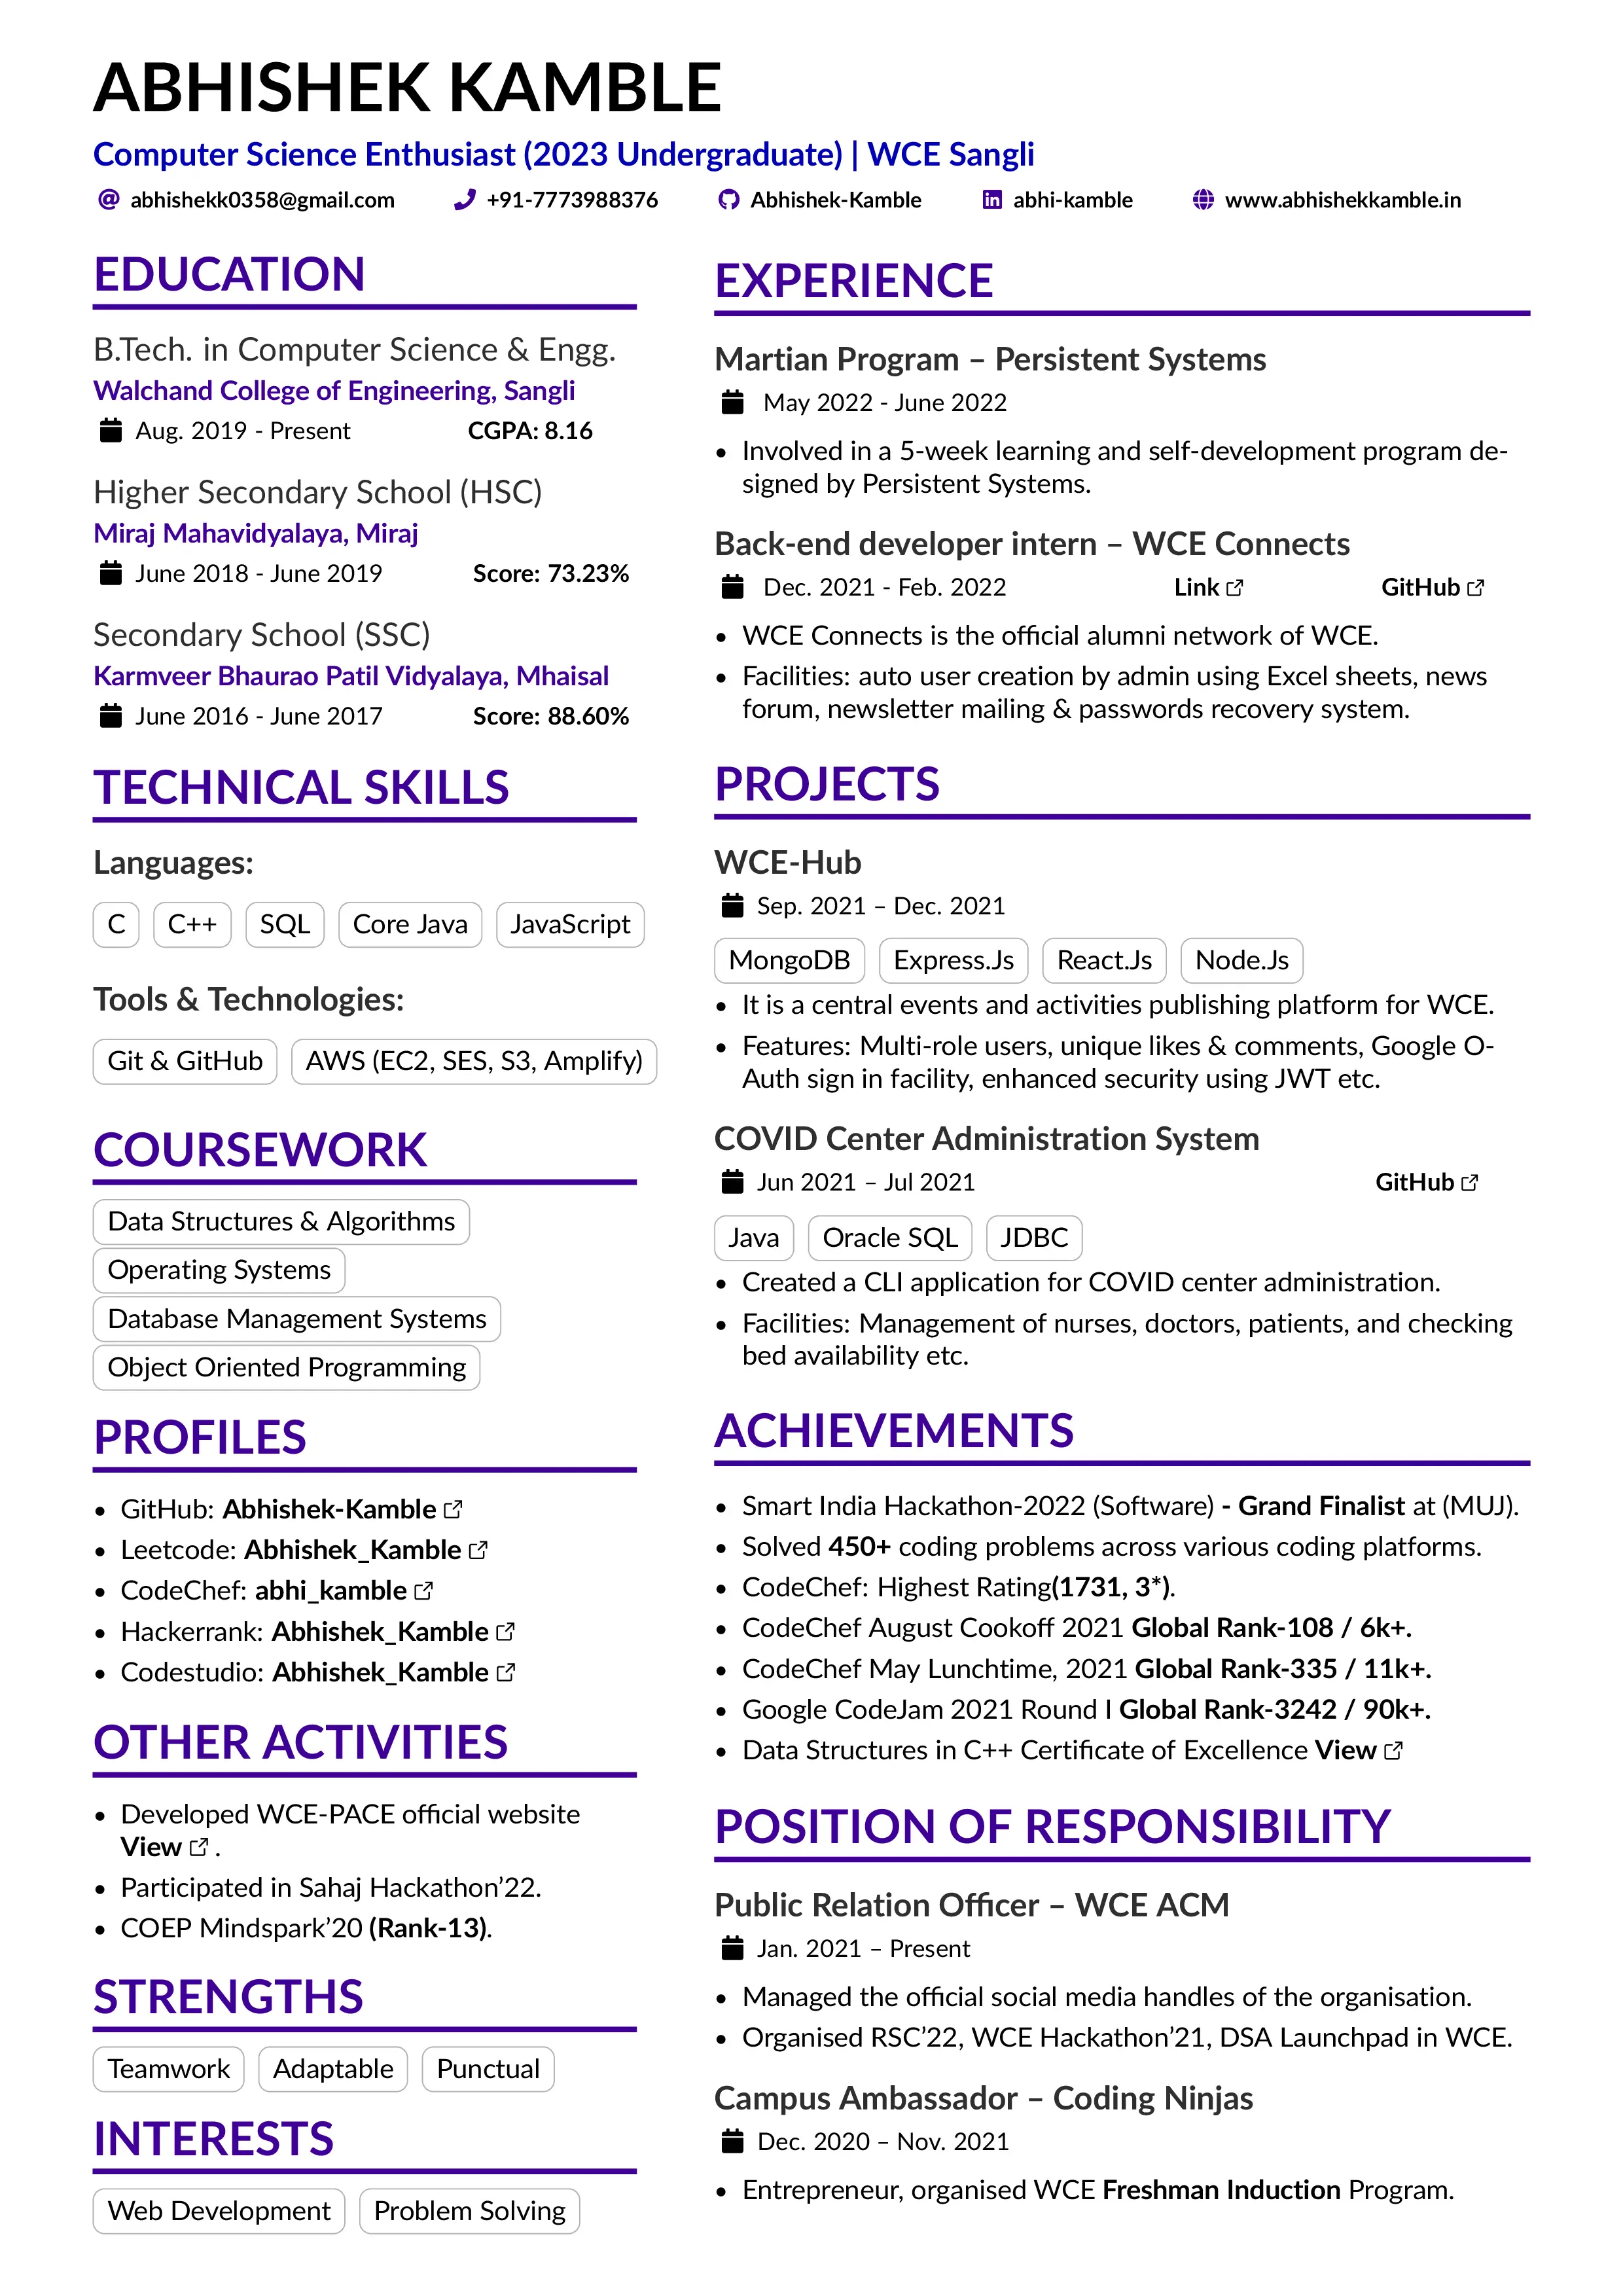 ABHISHEK KAMBLE
Computer Science Enthusiast (2023 Undergraduate) | WCE Sangli
abhishekk0358@gmail.com +91-7773988376 Abhishek-Kamble abhi-kamble www.abhishekkamble.in
EDUCATION
B.Tech. in Computer Science & Engg.
Walchand College of Engineering, Sangli
Aug. 2019 - Present CGPA: 8.16
Higher Secondary School (HSC)
Miraj Mahavidyalaya, Miraj
June 2018 - June 2019 Score: 73.23%
Secondary School (SSC)
Karmveer Bhaurao Patil Vidyalaya, Mhaisal
June 2016 - June 2017 Score: 88.60%
TECHNICAL SKILLS
Languages:
C C++ SQL Core Java JavaScript
Tools & Technologies:
Git & GitHub AWS (EC2, SES, S3, Amplify)
COURSEWORK
Data Structures & Algorithms
Operating Systems
Database Management Systems
Object Oriented Programming
PROFILES
• GitHub: Abhishek-Kamble
• Leetcode: Abhishek_Kamble
• CodeChef: abhi_kamble
• Hackerrank: Abhishek_Kamble
• Codestudio: Abhishek_Kamble
OTHER ACTIVITIES
• Developed WCE-PACE official website
View .
• Participated in Sahaj Hackathon’22.
• COEP Mindspark’20 (Rank-13).
STRENGTHS
Teamwork Adaptable Punctual
INTERESTS
Web Development Problem Solving
EXPERIENCE
Martian Program – Persistent Systems
May 2022 - June 2022
• Involved in a 5-week learning and self-development program de-
signed by Persistent Systems.
Back-end developer intern – WCE Connects
Dec. 2021 - Feb. 2022 Link GitHub
• WCE Connects is the official alumni network of WCE.
• Facilities: auto user creation by admin using Excel sheets, news
forum, newsletter mailing & passwords recovery system.
PROJECTS
WCE-Hub
Sep. 2021 – Dec. 2021
MongoDB Express.Js React.Js Node.Js
• It is a central events and activities publishing platform for WCE.
• Features: Multi-role users, unique likes & comments, Google O-
Auth sign in facility, enhanced security using JWT etc.
COVID Center Administration System
Jun 2021 – Jul 2021 GitHub
Java Oracle SQL JDBC
• Created a CLI application for COVID center administration.
• Facilities: Management of nurses, doctors, patients, and checking
bed availability etc.
ACHIEVEMENTS
• Smart India Hackathon-2022 (Software) - Grand Finalist at (MUJ).
• Solved 450+ coding problems across various coding platforms.
• CodeChef: Highest Rating(1731, 3*).
• CodeChef August Cookoff 2021 Global Rank-108 / 6k+.
• CodeChef May Lunchtime, 2021 Global Rank-335 / 11k+.
• Google CodeJam 2021 Round I Global Rank-3242 / 90k+.
• Data Structures in C++ Certificate of Excellence View
POSITION OF RESPONSIBILITY
Public Relation Officer – WCE ACM
Jan. 2021 – Present
• Managed the official social media handles of the organisation.
• Organised RSC’22, WCE Hackathon’21, DSA Launchpad in WCE.
Campus Ambassador – Coding Ninjas
Dec. 2020 – Nov. 2021
• Entrepreneur, organised WCE Freshman Induction Program.